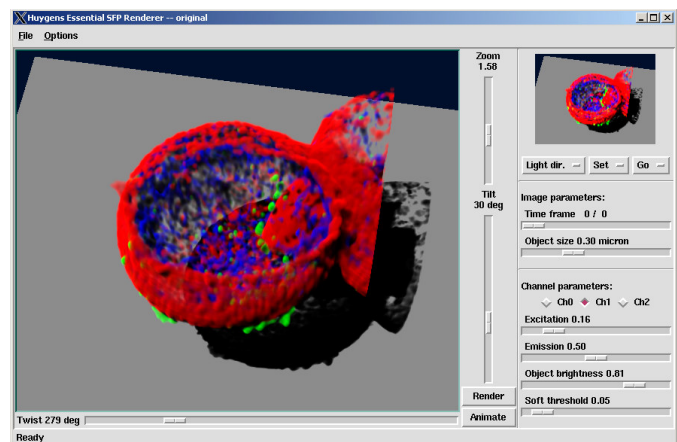 Huygens Essential SFP Renderer -- original
File Options
Zoom
1.58
Light dir. Set Go
Tilt
30 deg
Image parameters:
Time frame 0 / 0
Object size 0.30 micron
Channel parameters:
Ch0 Ch1 Ch2
Excitation 0.16
Emission 0.50
Object brightness 0.81
Soft threshold 0.05
Render
Animate
Twist 279 deg
Ready